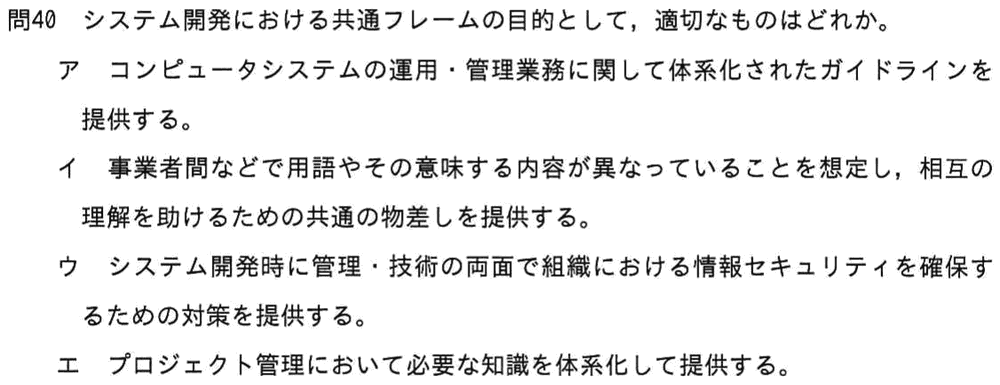 問40 システム開発における共通フレームの目的として，適切なものはどれか。
ア コンピュータシステムの運用・管理業務に関して体系化されたガイドラインを
提供する。
イ 事業者間などで用語やその意味する内容が異なっていることを想定し，相互の
理解を助けるための共通の物差しを提供する。
ウ システム開発時に管理・技術の両面で組織における情報セキュリティを確保す
るための対策を提供する。
エ プロジェクト管理において必要な知識を体系化して提供する。